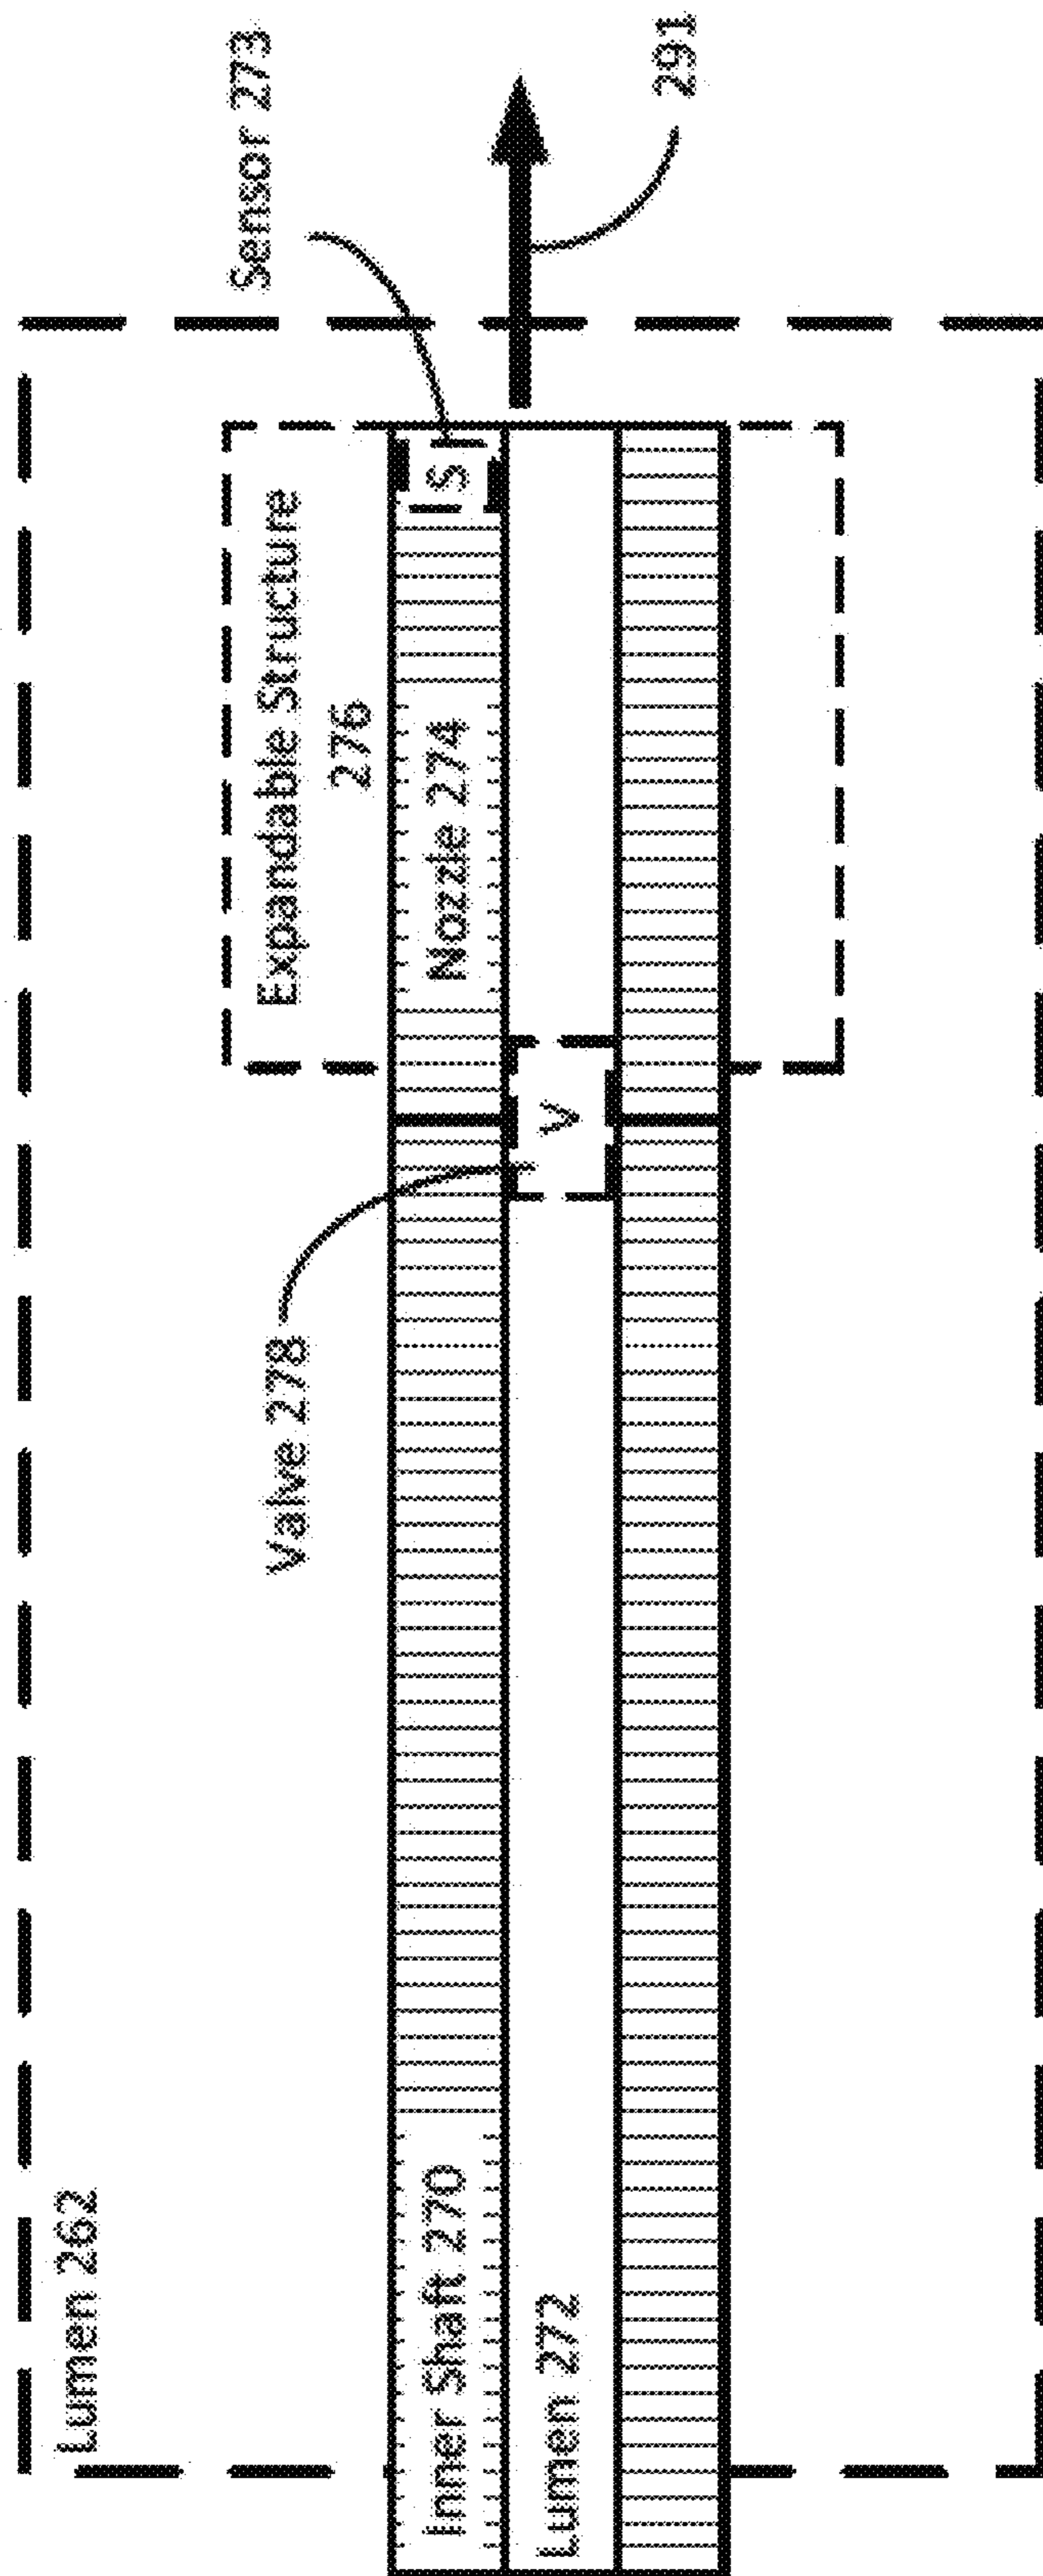 Lumen 262
Valve 278
Expandable Structure
276
Sensor 273
Inner Shaft 270
Nozzle 274
S
Lumen 272
V
291